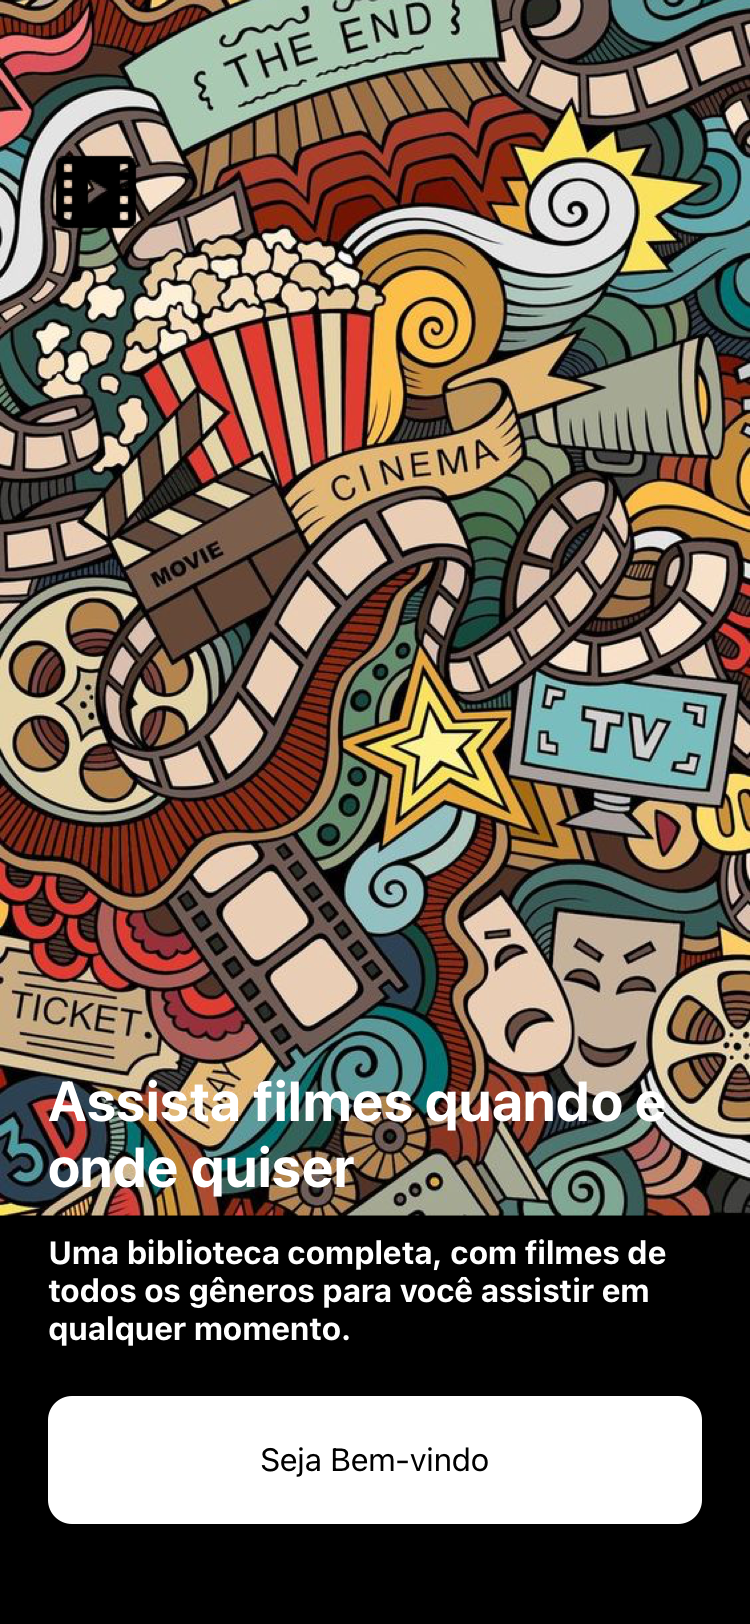 THE END
CINEMA
MOVIE
TV
TICKET
3D
Assista filmes quando e
onde quiser
Uma biblioteca completa, com filmes de
todos os gêneros para você assistir em
qualquer momento.
Seja Bem-vindo